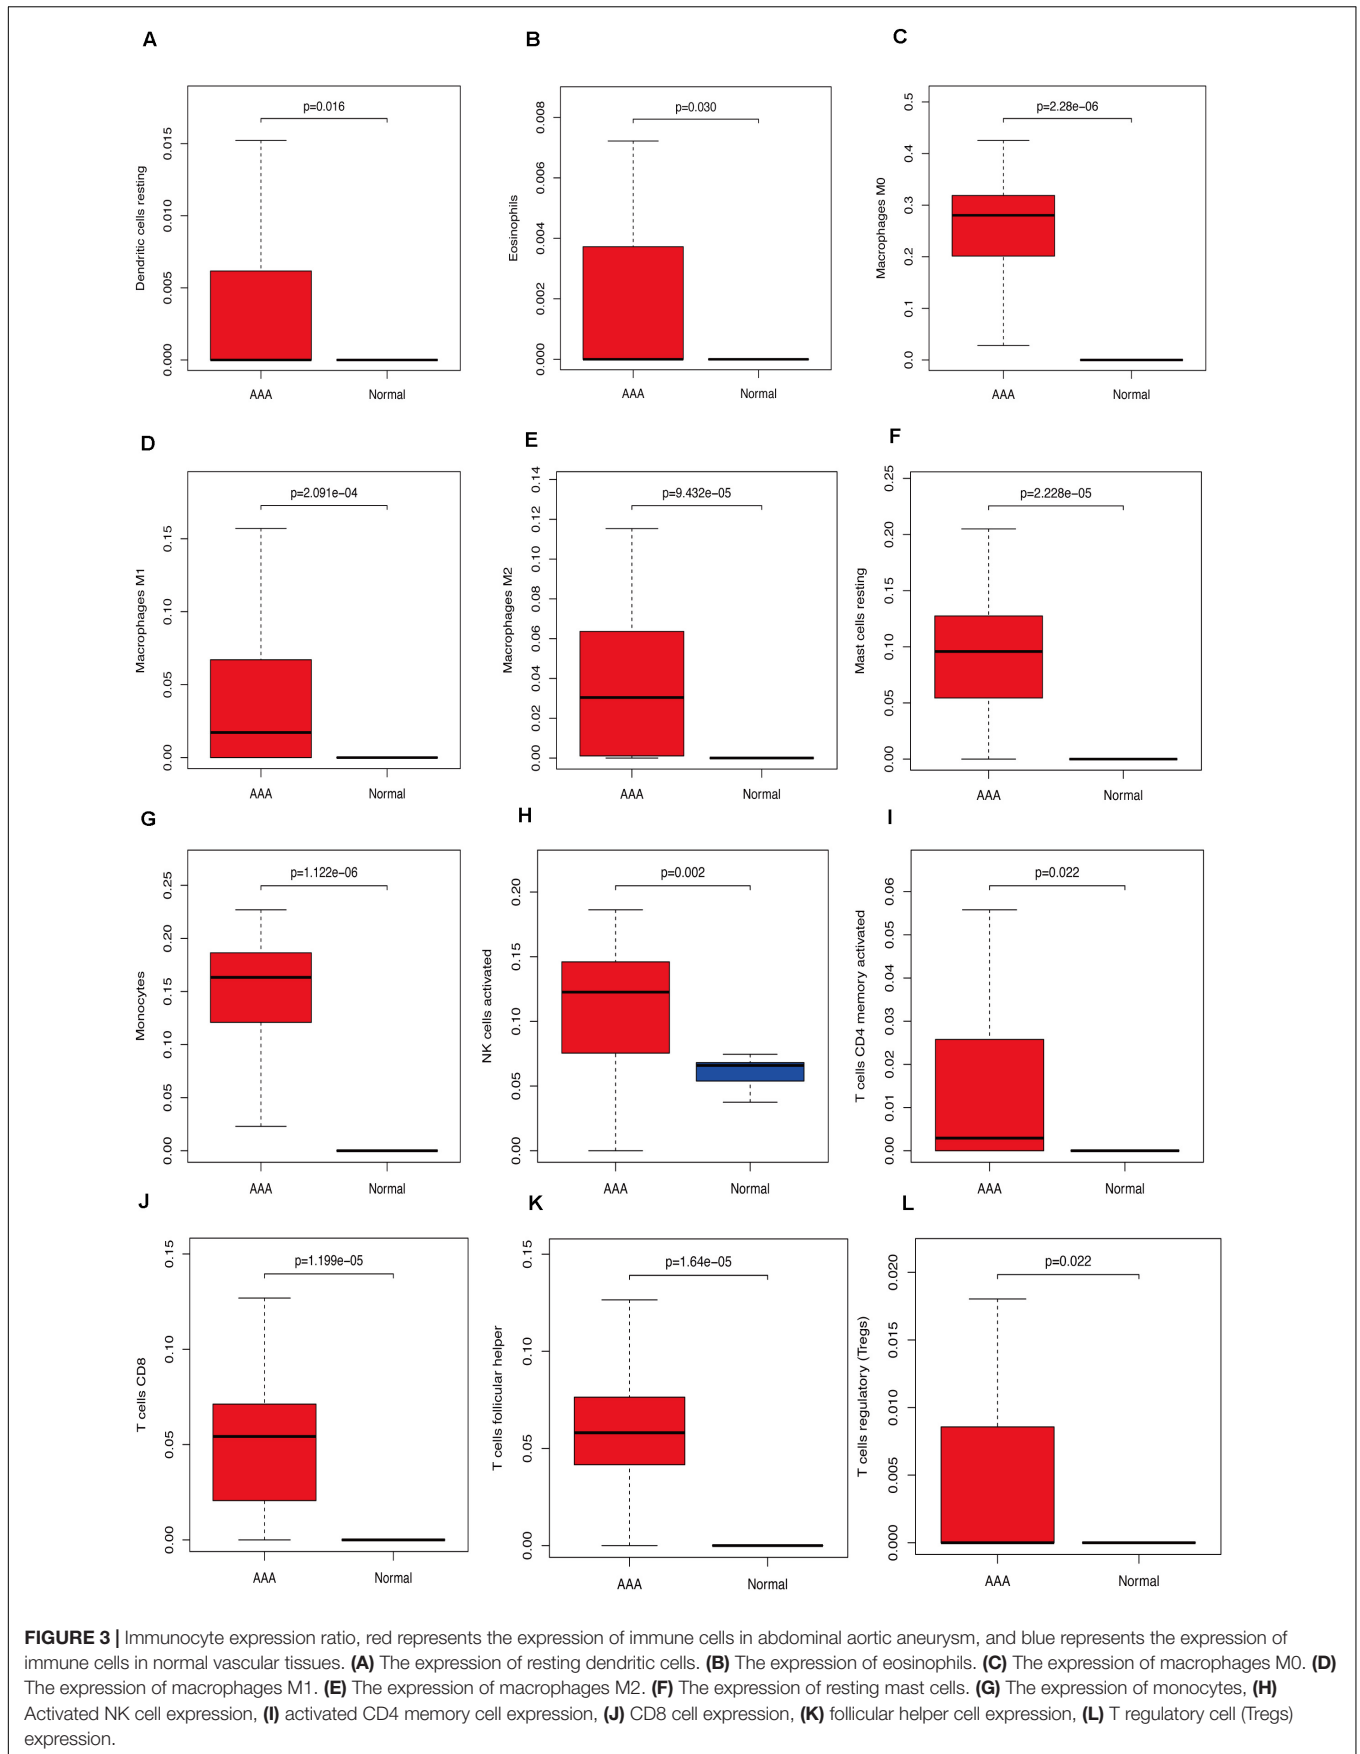 A
p=0.016
Dendritic cells resting
0.015
0.010
0.005
0.000
AAA
Normal
B
p=0.030
Eosinophils
0.008
0.006
0.004
0.002
0.000
AAA
Normal
C
p=2.28e−06
Macrophages M0
0.5
0.4
0.3
0.2
0.1
0.0
AAA
Normal
D
p=2.091e−04
Macrophages M1
0.15
0.10
0.05
0.00
AAA
Normal
E
p=9.432e−05
Macrophages M2
0.14
0.12
0.10
0.08
0.06
0.04
0.02
0.00
AAA
Normal
F
p=2.228e−05
Mast cells resting
0.25
0.20
0.15
0.10
0.05
0.00
AAA
Normal
G
p=1.122e−06
Monocytes
0.25
0.20
0.15
0.10
0.05
0.00
AAA
Normal
H
p=0.002
NK cells activated
0.20
0.15
0.10
0.05
0.00
AAA
Normal
I
p=0.022
T cells CD4 memory activated
0.06
0.05
0.04
0.03
0.02
0.01
0.00
AAA
Normal
J
p=1.199e−05
T cells CD8
0.15
0.10
0.05
0.00
AAA
Normal
K
p=1.64e−05
T cells follicular helper
0.15
0.10
0.05
0.00
AAA
Normal
L
p=0.022
T cells regulatory (Tregs)
0.020
0.015
0.010
0.005
0.000
AAA
Normal
FIGURE 3 | Immunocyte expression ratio, red represents the expression of immune cells in abdominal aortic aneurysm, and blue represents the expression of
immune cells in normal vascular tissues. (A) The expression of resting dendritic cells. (B) The expression of eosinophils. (C) The expression of macrophages M0. (D)
The expression of macrophages M1. (E) The expression of macrophages M2. (F) The expression of resting mast cells. (G) The expression of monocytes, (H)
Activated NK cell expression, (I) activated CD4 memory cell expression, (J) CD8 cell expression, (K) follicular helper cell expression, (L) T regulatory cell (Tregs)
expression.